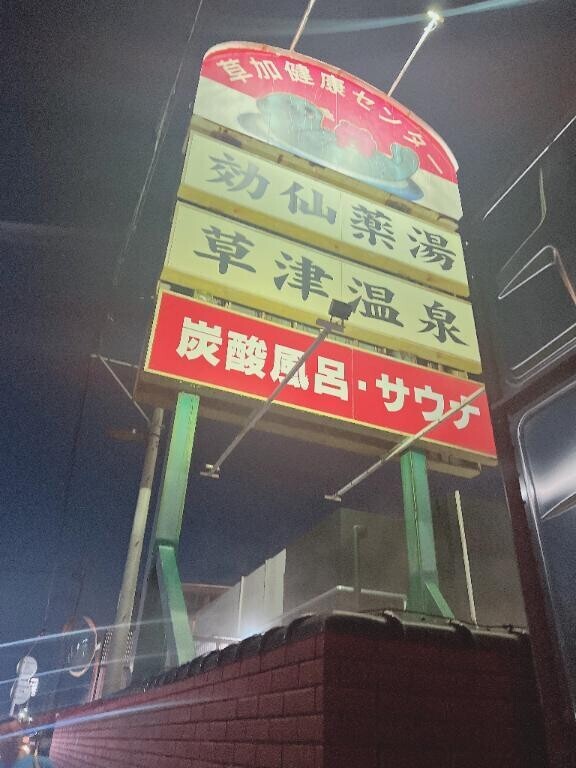 草加健康センター
効仙薬湯
草津温泉
炭酸風呂・サウナ